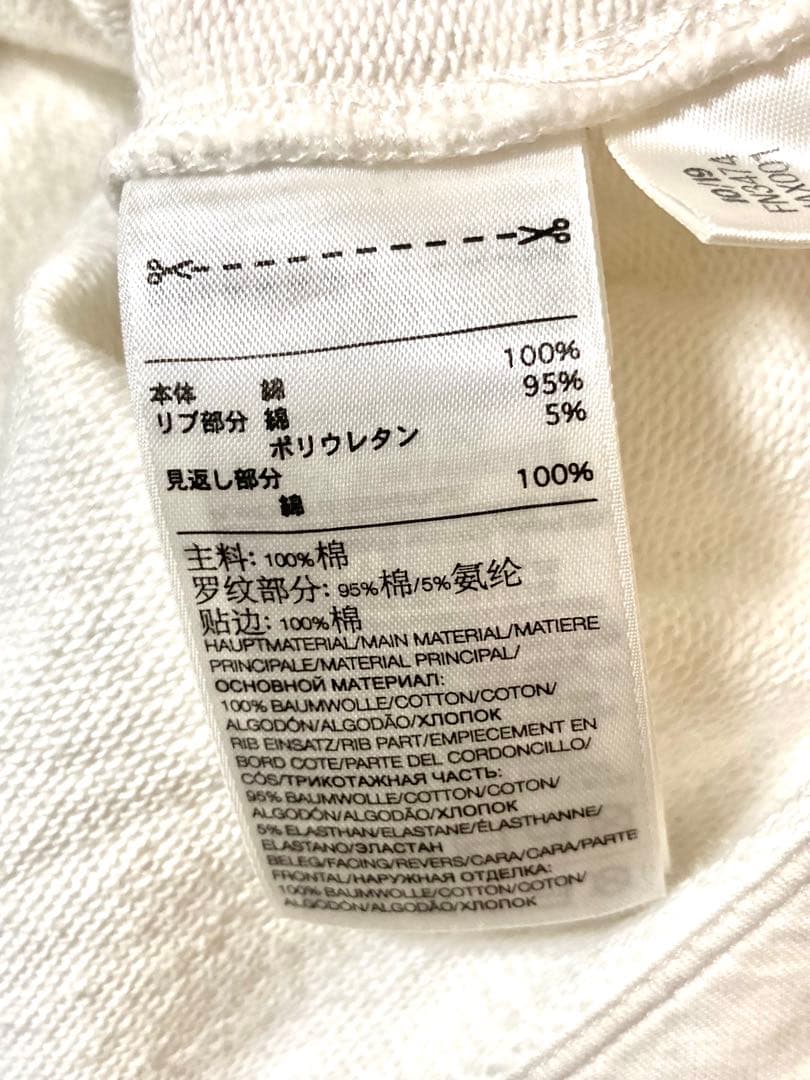 10/19
FN3474
100%
本体 綿 95%
リブ部分 綿 5%
ポリウレタン
見返し部分 100%
綿
主料: 100%棉
罗纹部分: 95%棉/5%氨纶
贴边: 100%棉
HAUPTMATERIAL/MAIN MATERIAL/MATIERE
PRINCIPALE/MATERIAL PRINCIPAL/
ОСНОВНОЙ МАТЕРИАЛ:
100% BAUMWOLLE/COTTON/COTON/
ALGODÓN/ALGODÃO/ХЛОПОК
RIB EINSATZ/RIB PART/EMPIECEMENT EN
BORD COTE/PARTE DEL CORDONCILLO/
CÓS/ТРИКОТАЖНАЯ ЧАСТЬ:
95% BAUMWOLLE/COTTON/COTON/
ALGODÓN/ALGODÃO/ХЛОПОК
5% ELASTHAN/ELASTANE/ÉLASTHANNE/
ELASTANO/ЭЛАСТАН
BELEG/FACING/REVERS/CARA/CARA/PARTE
FRONTAL/НАРУЖНАЯ ОТДЕЛКА:
100% BAUMWOLLE/COTTON/COTON/
ALGODÓN/ALGODÃO/ХЛОПОК